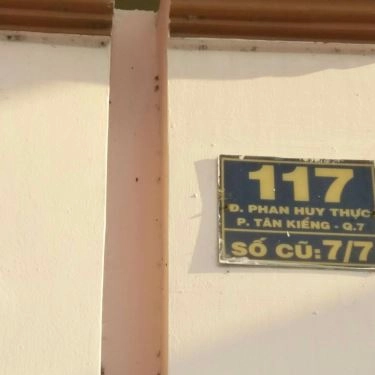 117
Đ. PHAN HUY THỰC
P. TÂN KIỂNG - Q.7
SỐ CŨ: 7/7